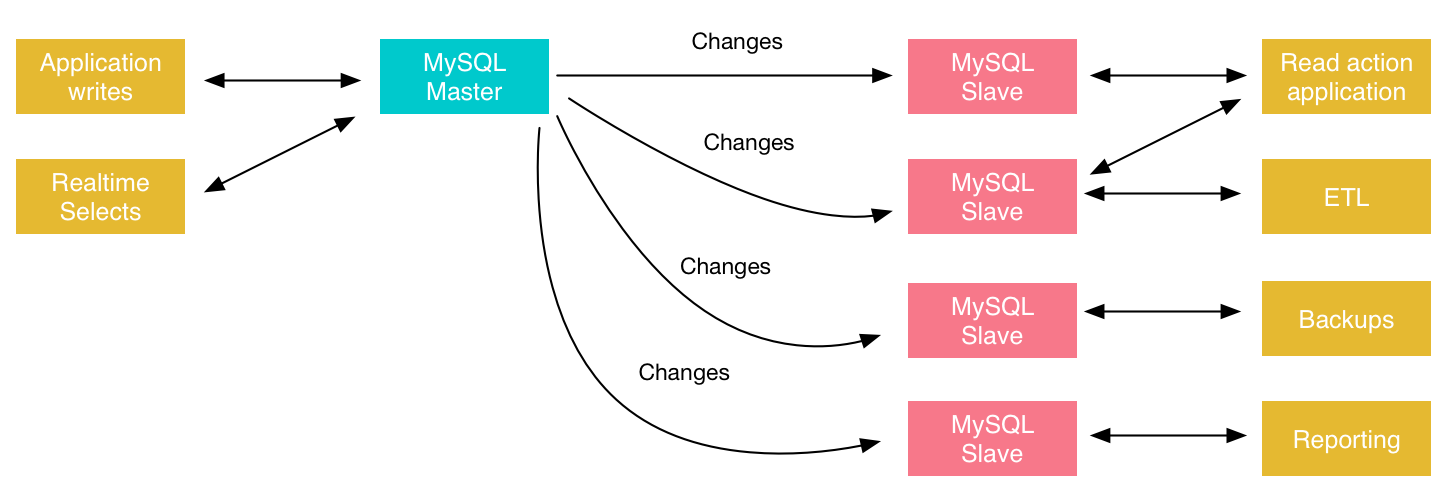 Application
writes
MySQL
Master
Changes
MySQL
Slave
Read action
application
Realtime
Selects
Changes
MySQL
Slave
ETL
Changes
MySQL
Slave
Backups
Changes
MySQL
Slave
Reporting